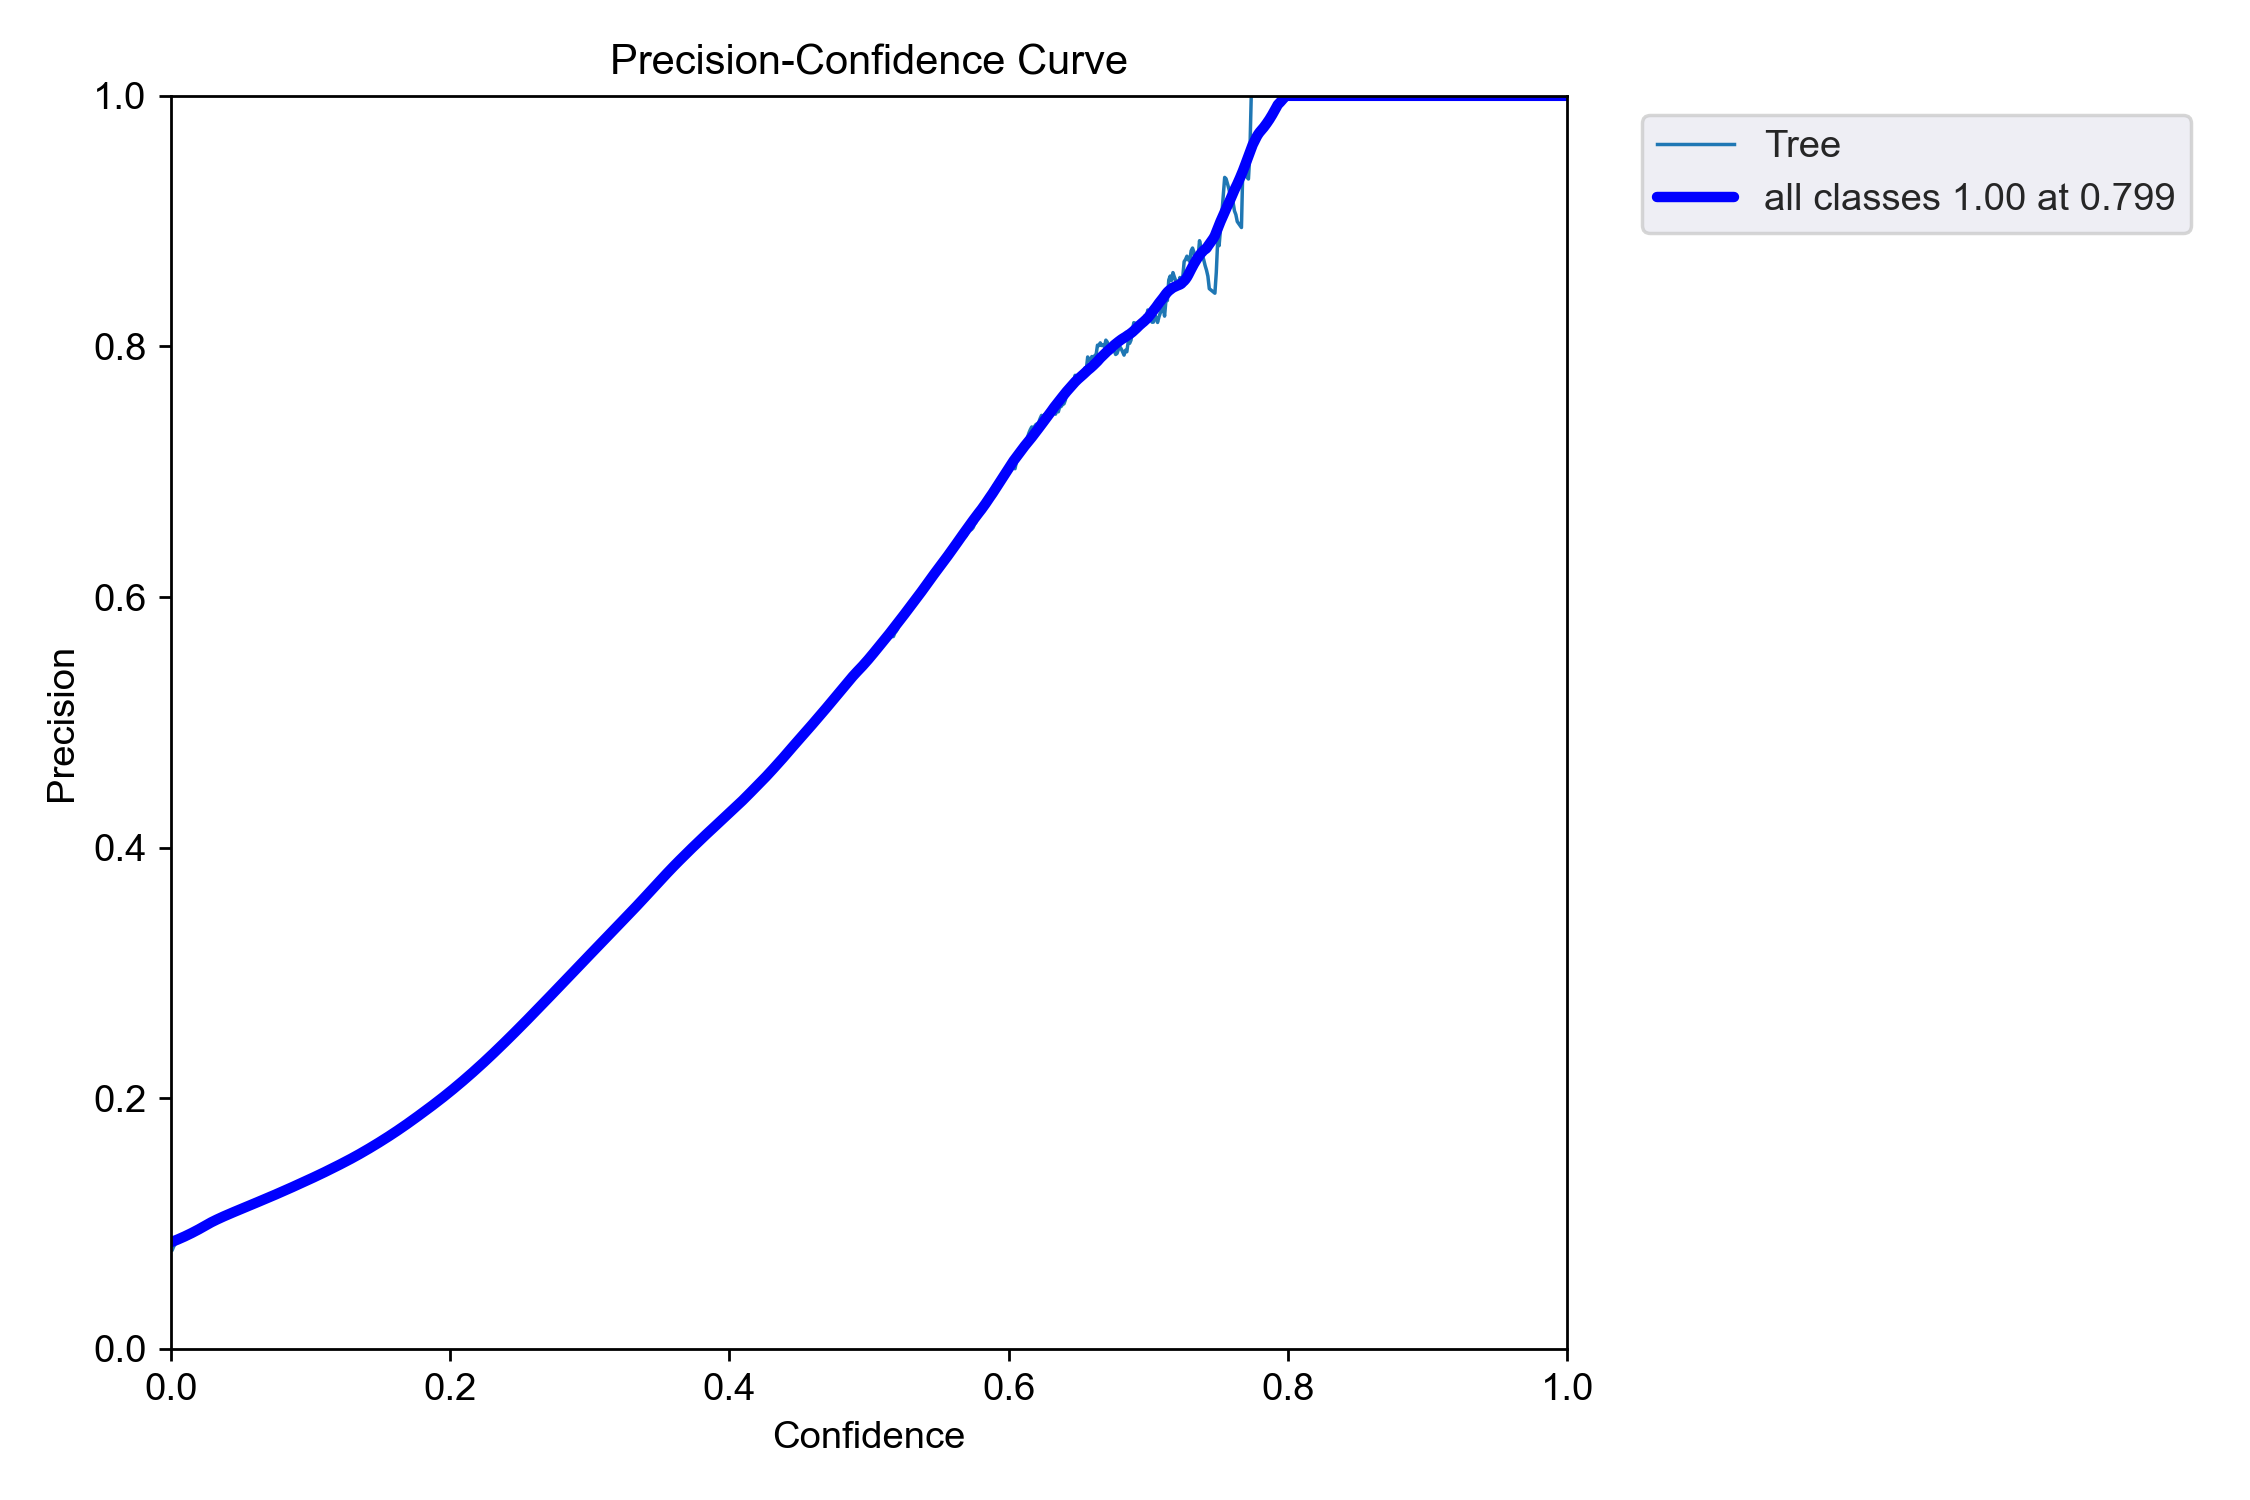 Precision-Confidence Curve
1.0
0.8
0.6
0.4
0.2
0.0
Precision
0.0 0.2 0.4 0.6 0.8 1.0
Confidence
Tree
all classes 1.00 at 0.799